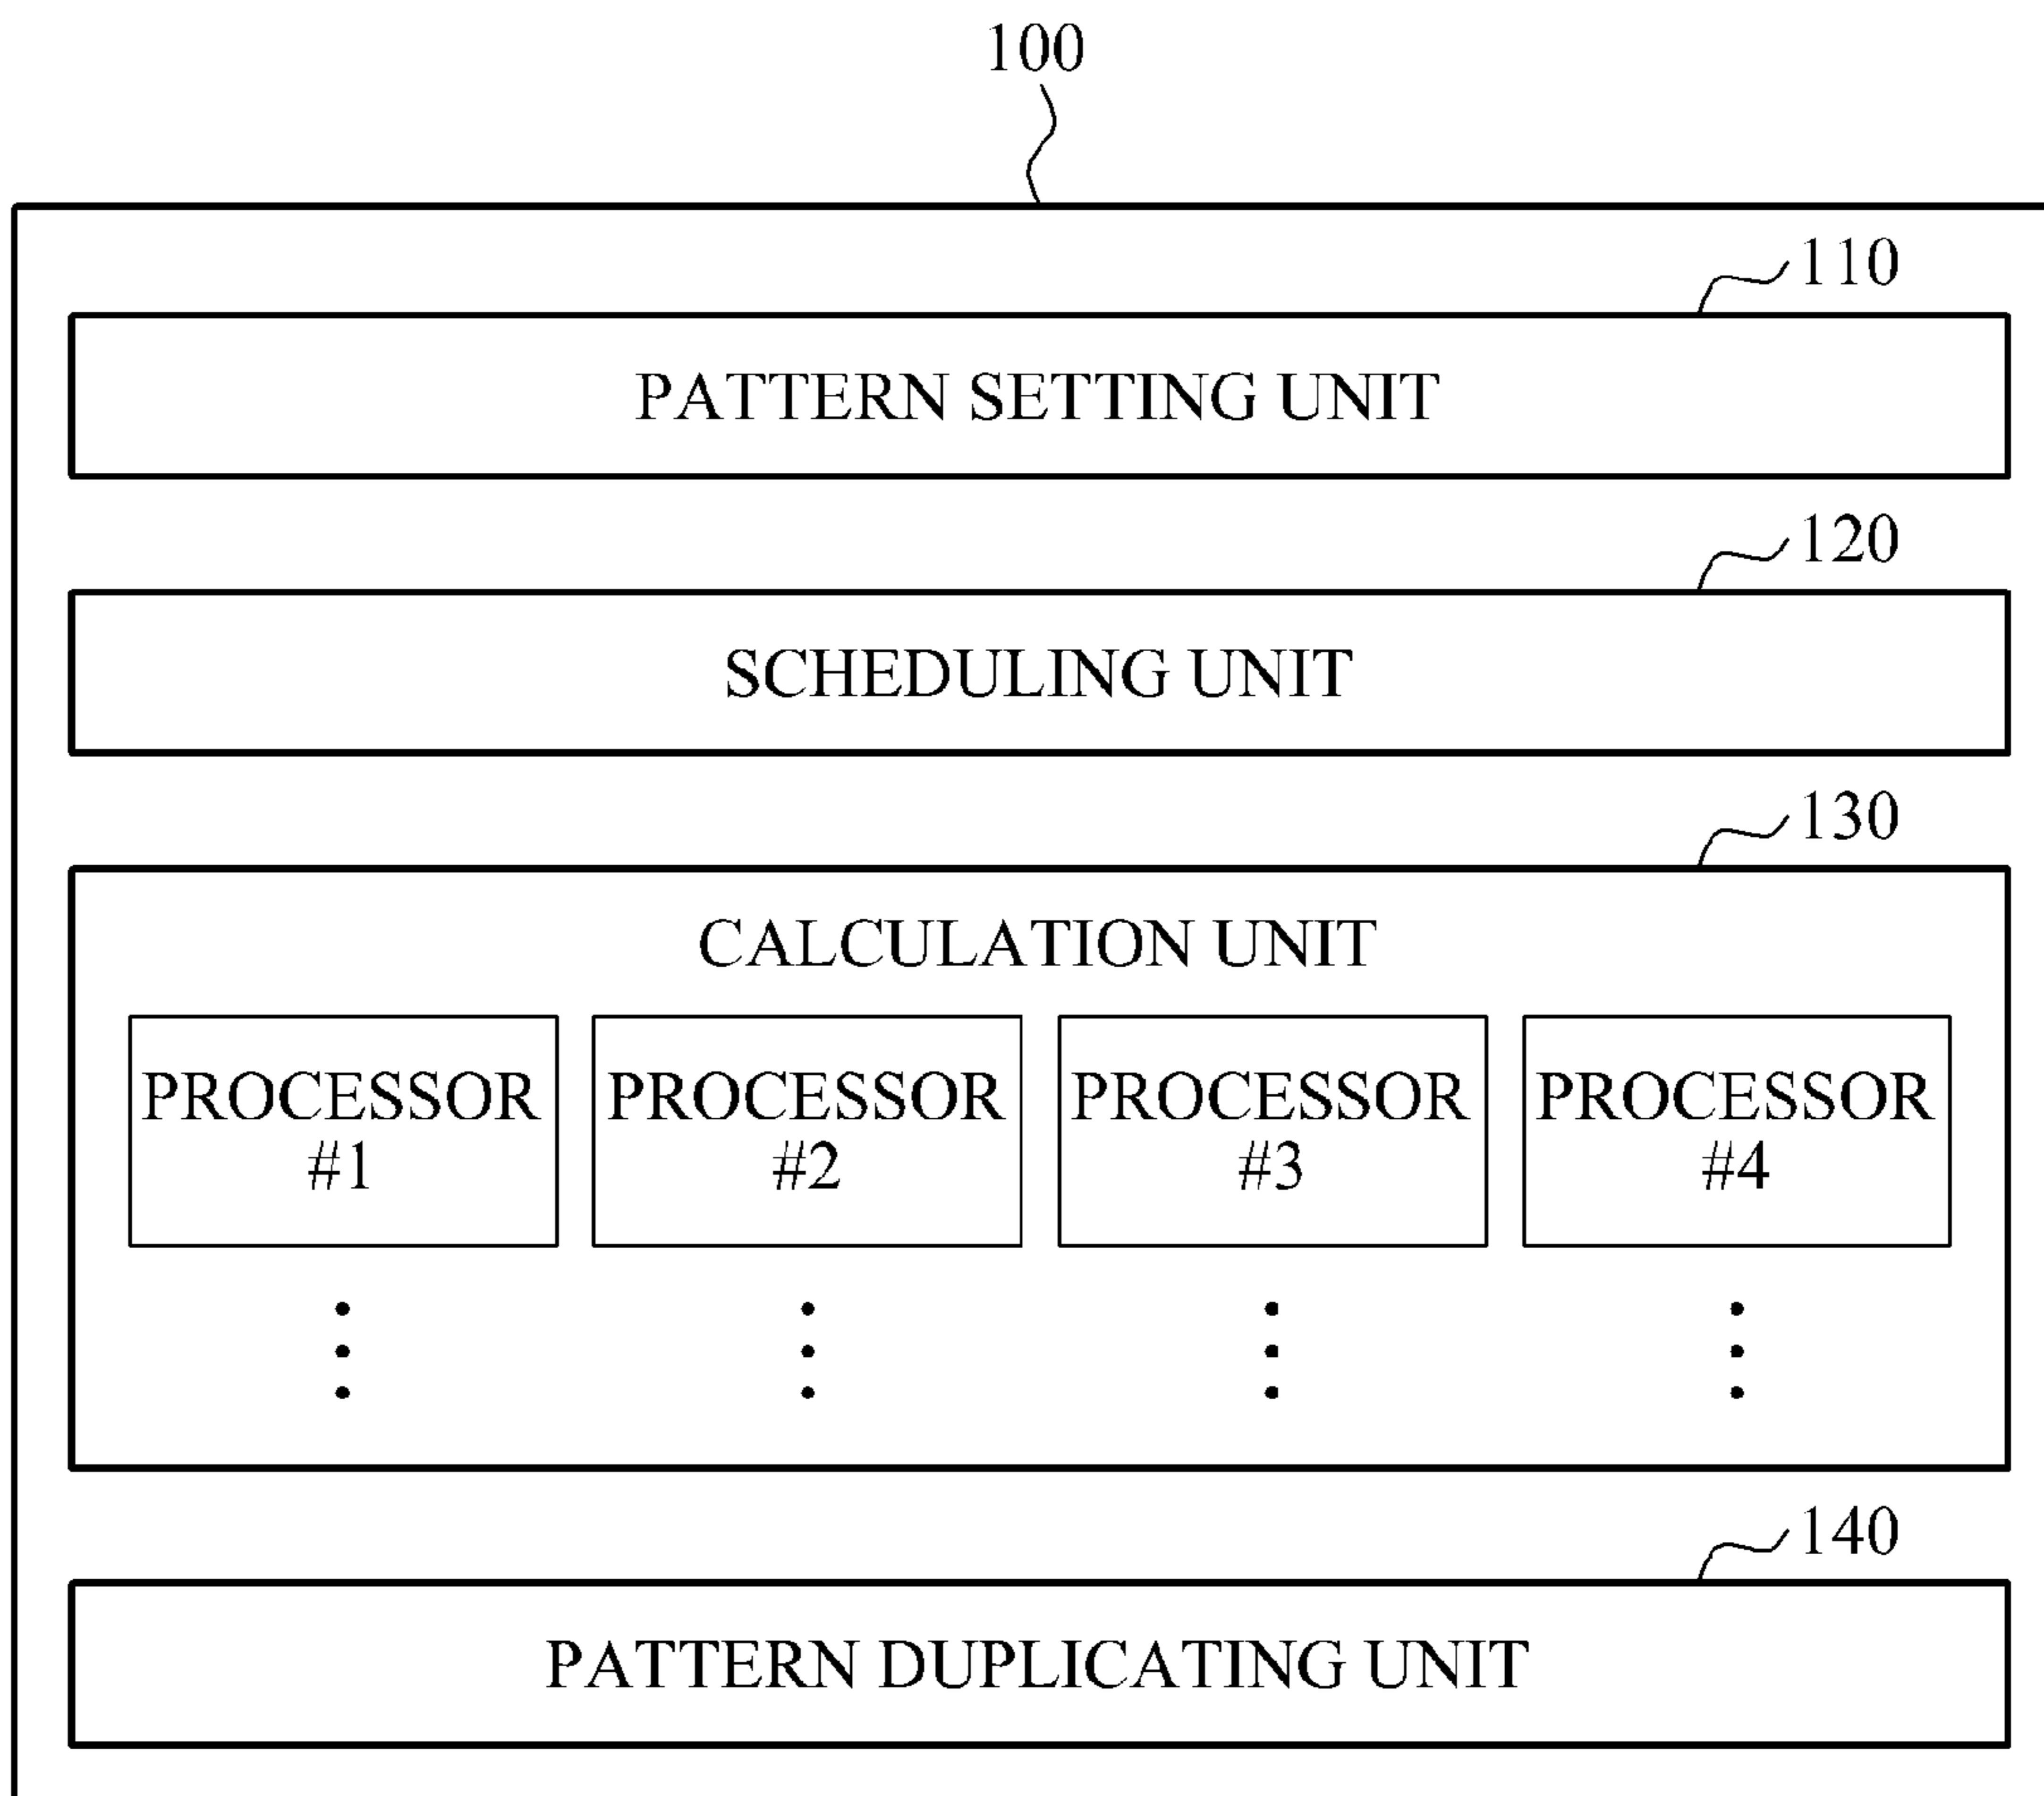 100
110
PATTERN SETTING UNIT
120
SCHEDULING UNIT
130
CALCULATION UNIT
PROCESSOR #1
PROCESSOR #2
PROCESSOR #3
PROCESSOR #4
140
PATTERN DUPLICATING UNIT